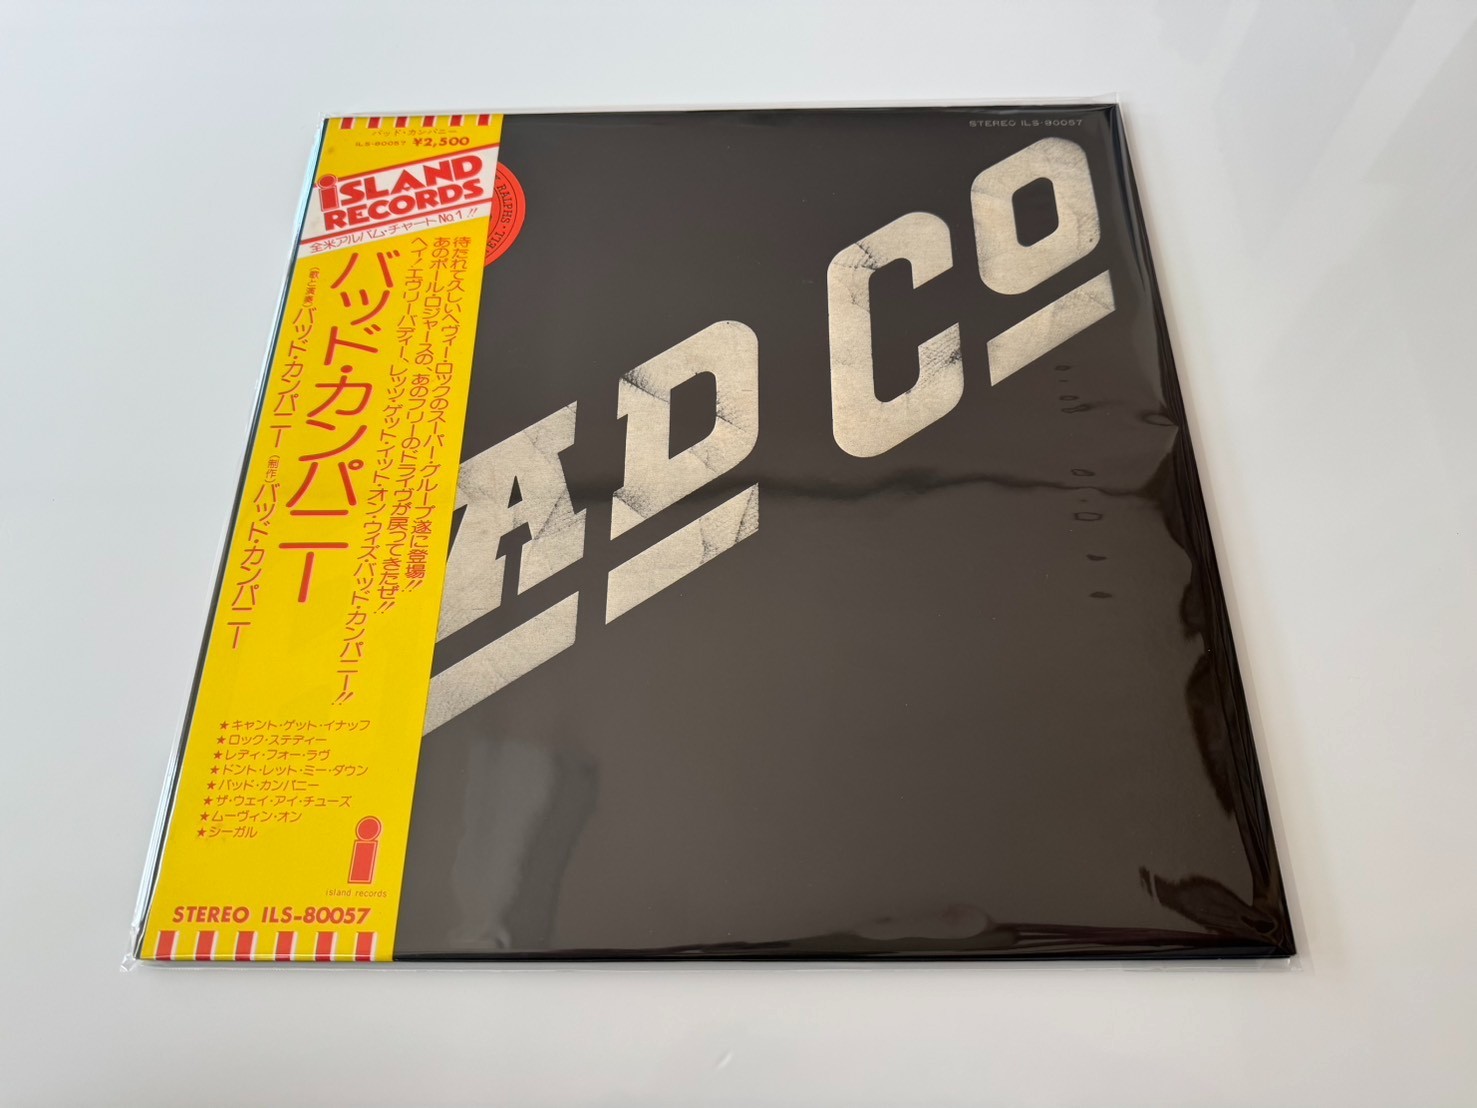 バッド・カンパニー
ILS-80057 ¥2,500
iSLAND
RECORDS
全米アルバム・チャートNo.1!!
待たれて久しいヘヴィー・ロックのスーパー・グループ遂に登場!!
あのポール・ロジャースの、あのフリーのドライヴが戻ってきたぜ!!
ヘイ!エヴリーバディー、レッツ・ゲット・イット・オン・ウィズ・バッド・カンパニー!!
バッド・カンパニー
(歌と演奏)バッド・カンパニー
(制作)バッド・カンパニー
★キャント・ゲット・イナッフ
★ロック・ステディー
★レディ・フォー・ラヴ
★ドント・レット・ミー・ダウン
★バッド・カンパニー
★ザ・ウェイ・アイ・チューズ
★ムーヴィン・オン
★シーガル
island records
STEREO ILS-80057
RALPHS
ELL
STEREO ILS-80057
AD CO